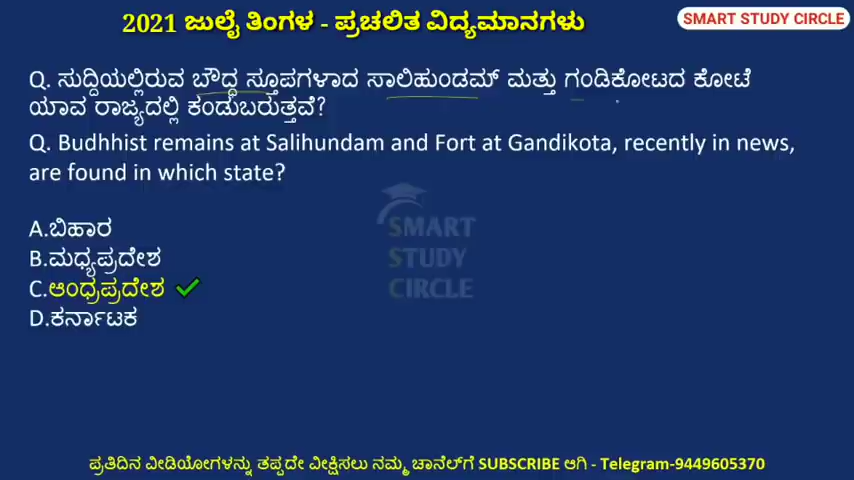 2021 ಜುಲೈ ತಿಂಗಳ - ಪ್ರಚಲಿತ ವಿದ್ಯಮಾನಗಳು
SMART STUDY CIRCLE
Q. ಸುದ್ದಿಯಲ್ಲಿರುವ ಬೌದ್ಧ ಸ್ತೂಪಗಳಾದ ಸಾಲಿಹುಂಡಮ್ ಮತ್ತು ಗಂಡಿಕೋಟದ ಕೋಟೆ
ಯಾವ ರಾಜ್ಯದಲ್ಲಿ ಕಂಡುಬರುತ್ತವೆ?
Q. Budhhist remains at Salihundam and Fort at Gandikota, recently in news,
are found in which state?
A.ಬಿಹಾರ
B.ಮಧ್ಯಪ್ರದೇಶ
C.ಆಂಧ್ರಪ್ರದೇಶ
D.ಕರ್ನಾಟಕ
SMART
STUDY
CIRCLE
ಪ್ರತಿದಿನ ವೀಡಿಯೋಗಳನ್ನು ತಪ್ಪದೇ ವೀಕ್ಷಿಸಲು ನಮ್ಮ ಚಾನೆಲ್‌ಗೆ SUBSCRIBE ಆಗಿ - Telegram-9449605370